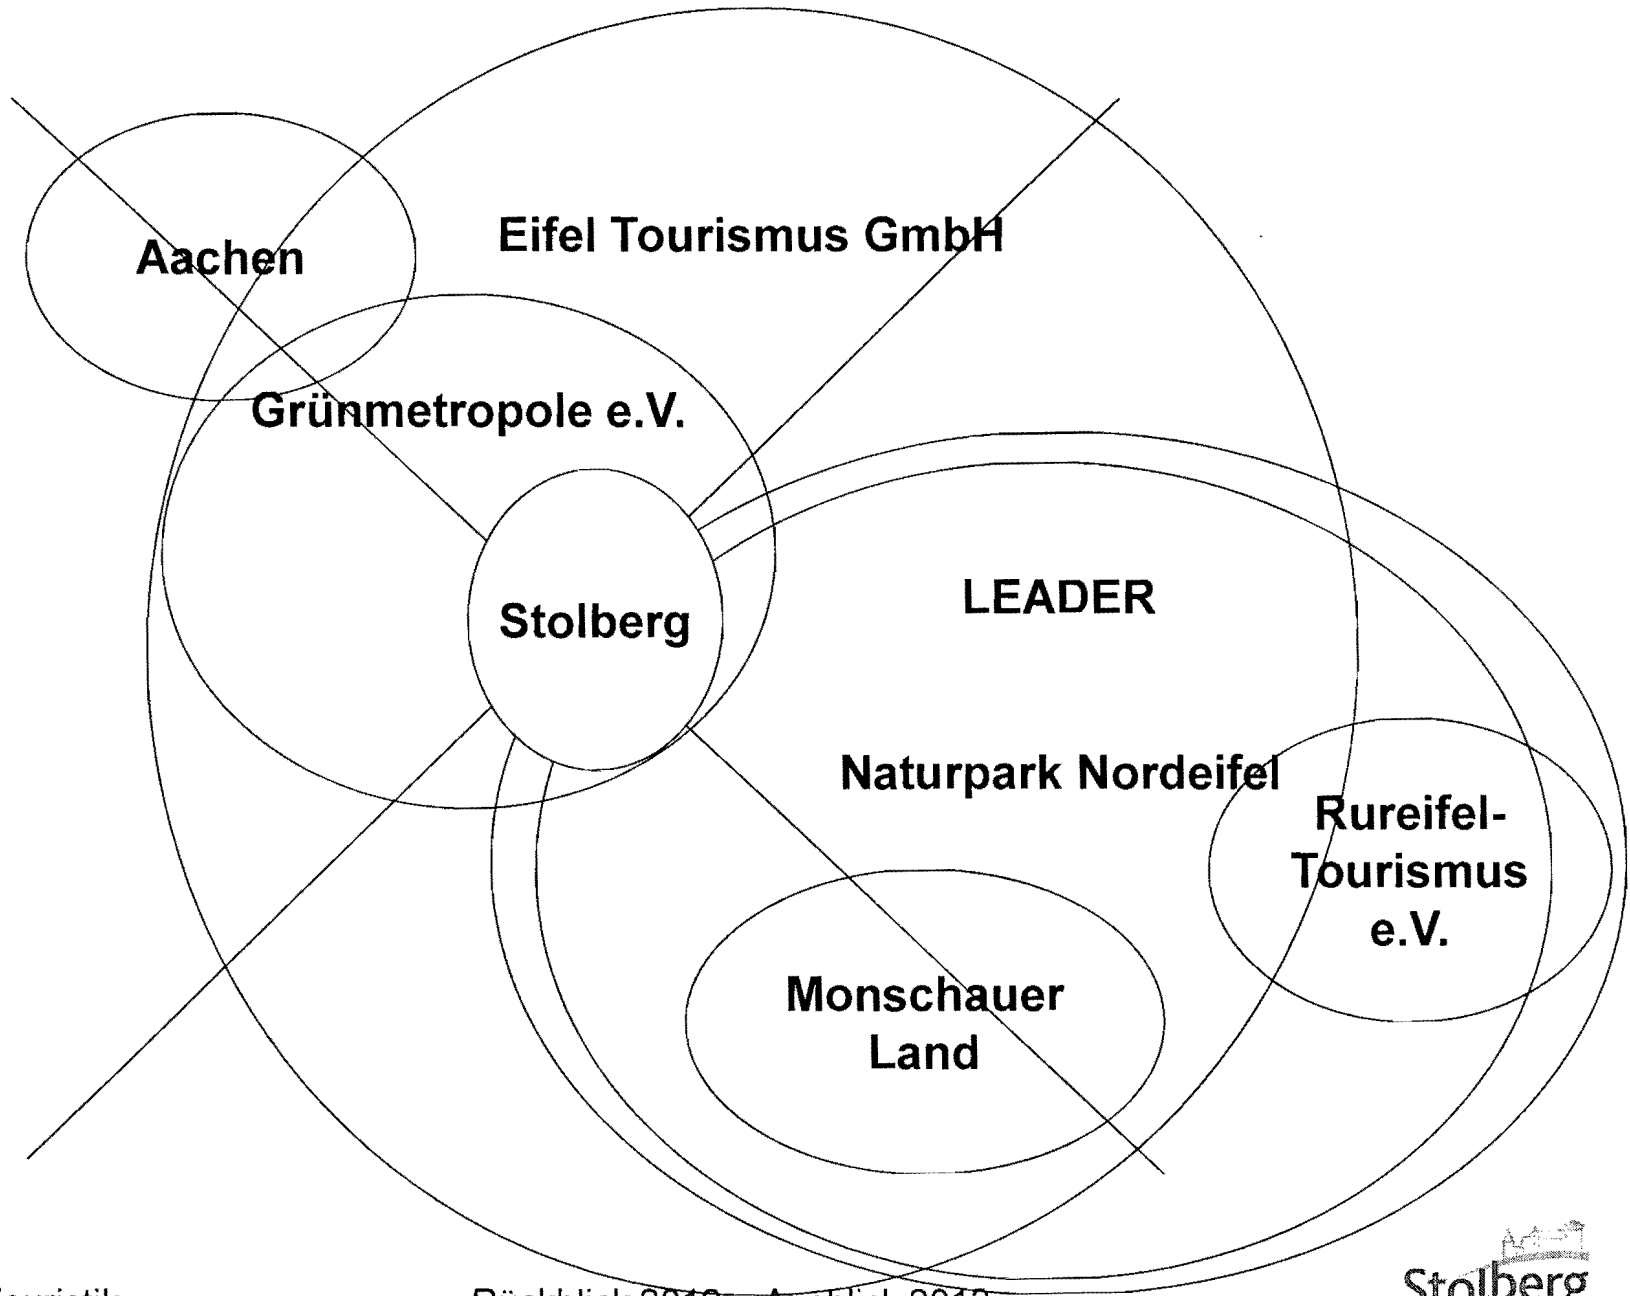 Eifel Tourismus GmbH
Aachen
Grünmetropole e.V.
LEADER
Stolberg
Naturpark Nordeifel
Rureifel-
Tourismus
e.V.
Monschauer
Land
Stolberg